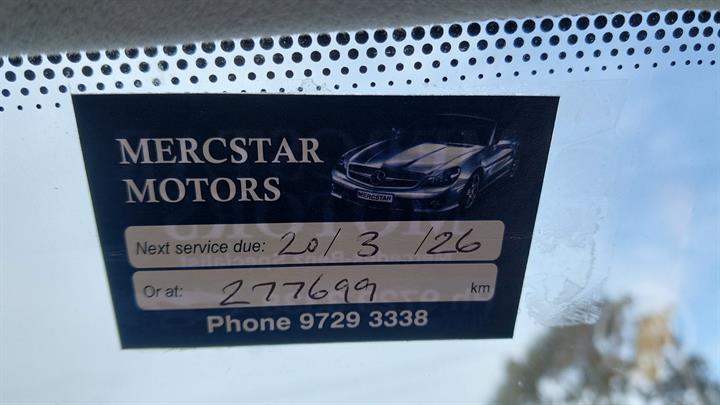 MERCSTAR
MOTORS
MERCSTAR
Next service due: 20/3/26
Or at: 277699 km
Phone 9729 3338